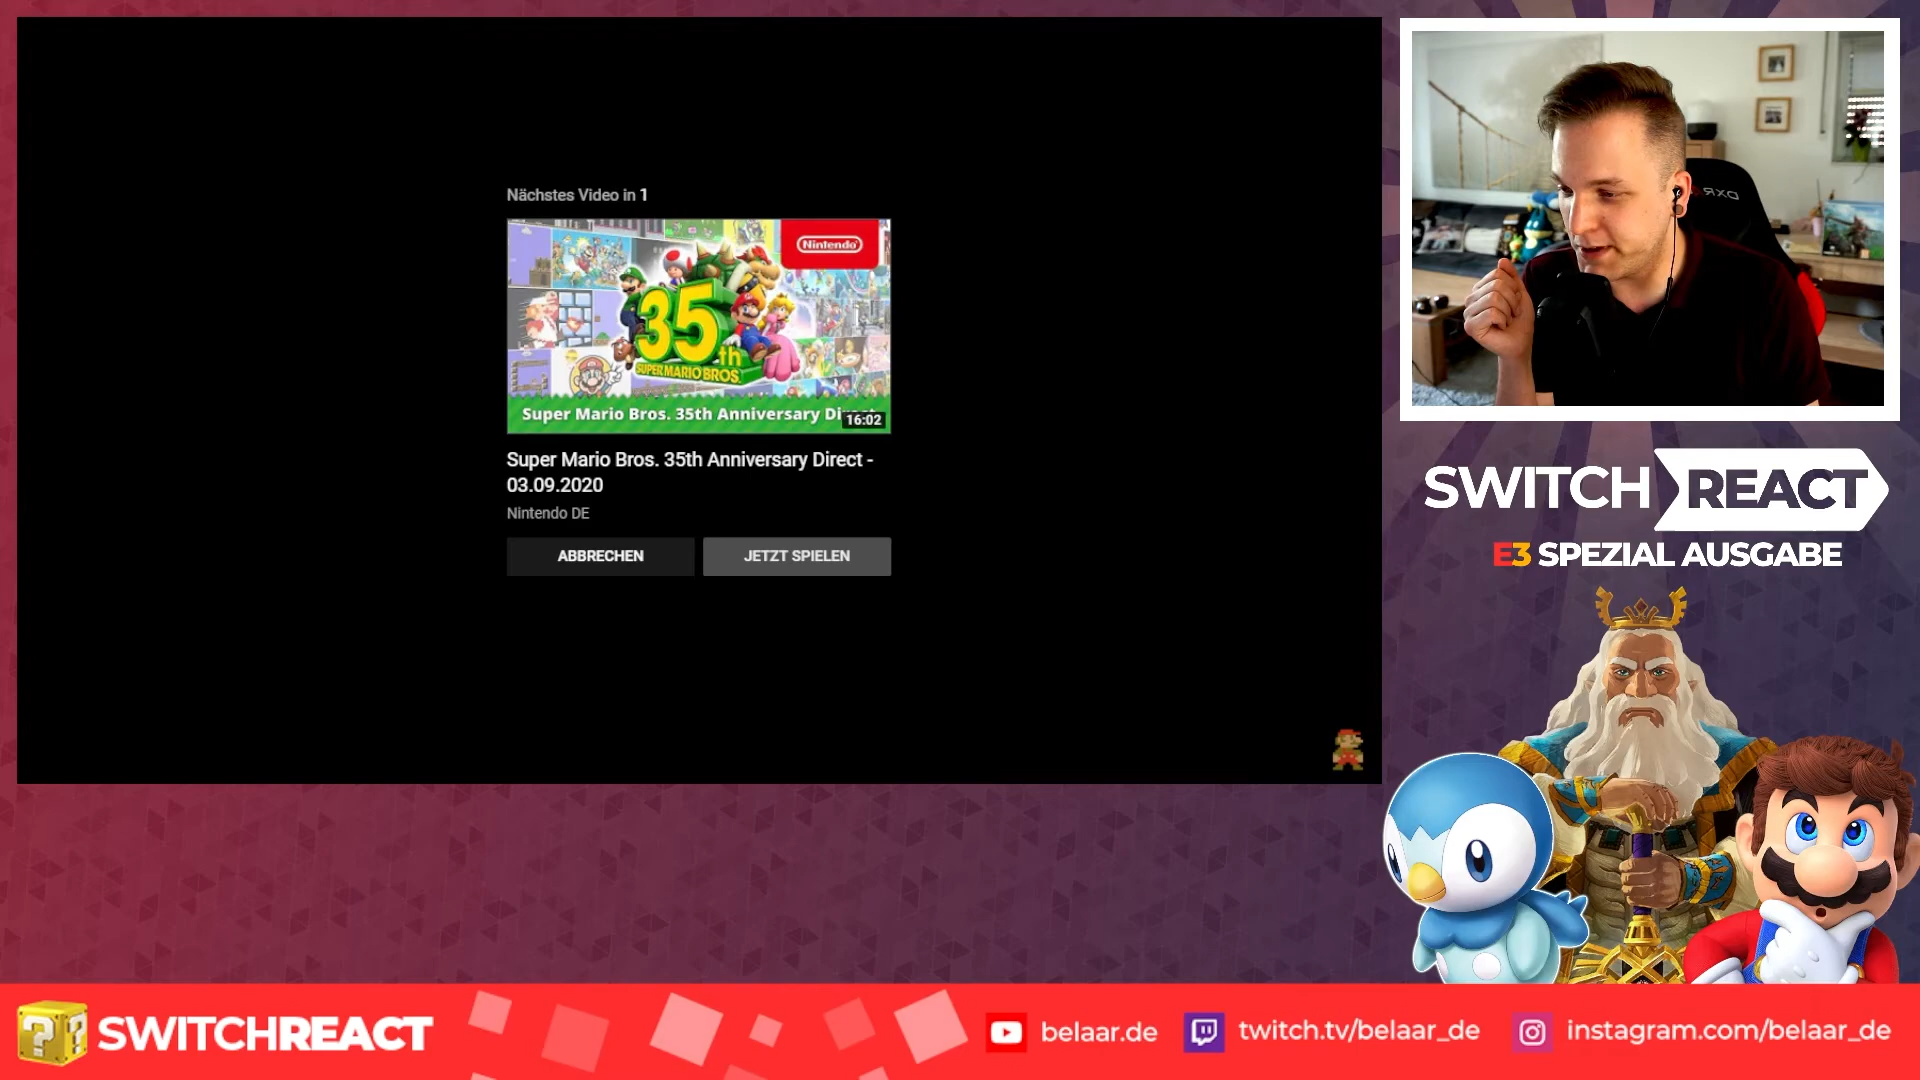 Nächstes Video in 1
Nintendo
35th
SUPER MARIO BROS.
Super Mario Bros. 35th Anniversary Di
16:02
Super Mario Bros. 35th Anniversary Direct -
03.09.2020
Nintendo DE
ABBRECHEN
JETZT SPIELEN
SWITCH REACT
E3 SPEZIAL AUSGABE
SWITCHREACT
belaar.de
twitch.tv/belaar_de
instagram.com/belaar_de